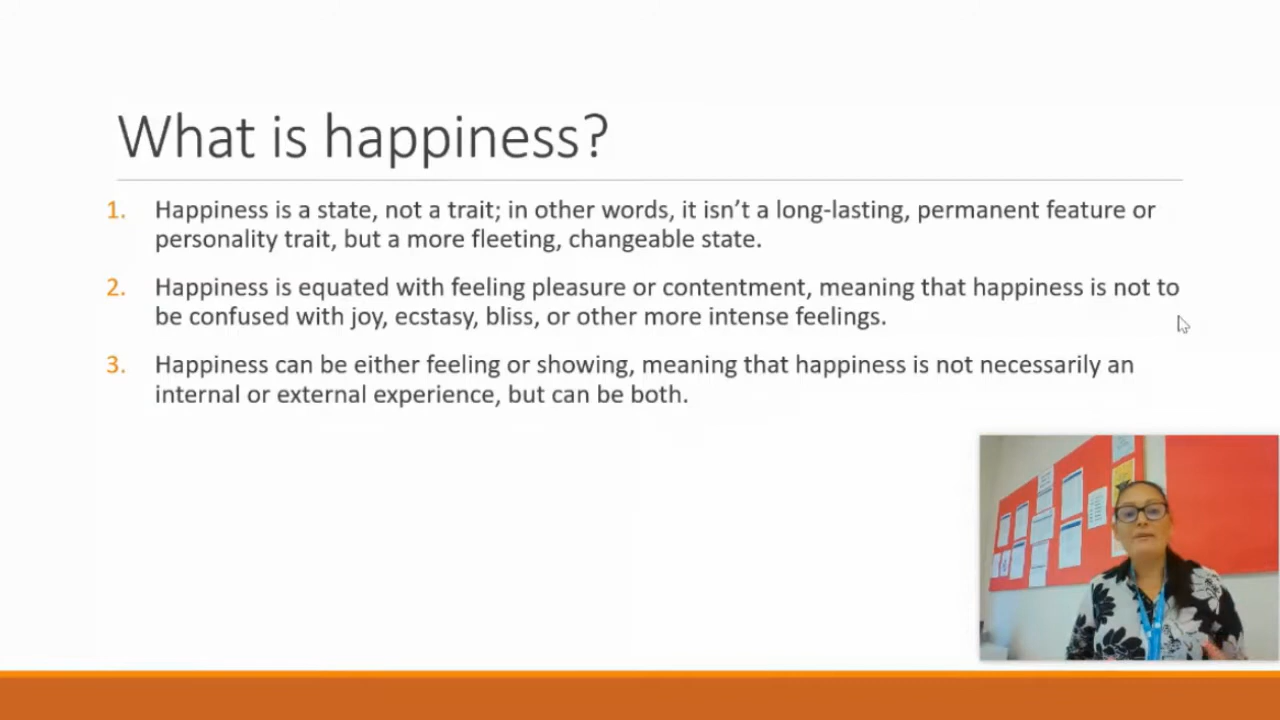 What is happiness?
1. Happiness is a state, not a trait; in other words, it isn’t a long-lasting, permanent feature or
personality trait, but a more fleeting, changeable state.
2. Happiness is equated with feeling pleasure or contentment, meaning that happiness is not to
be confused with joy, ecstasy, bliss, or other more intense feelings.
3. Happiness can be either feeling or showing, meaning that happiness is not necessarily an
internal or external experience, but can be both.